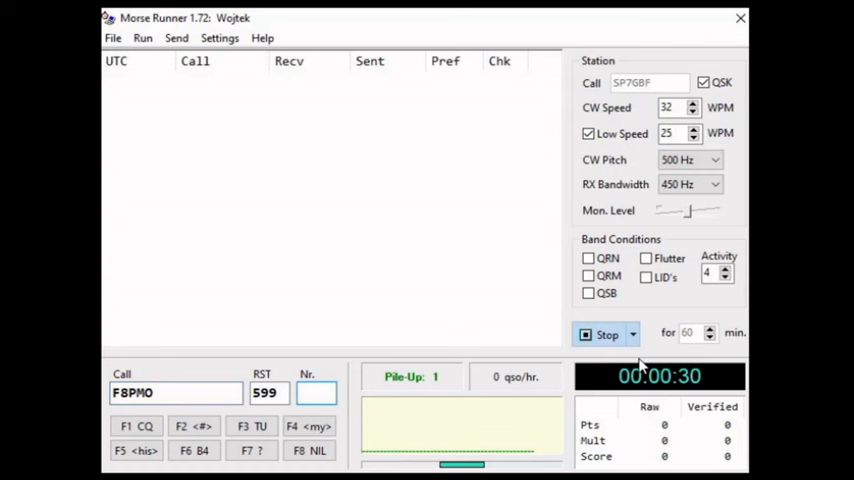 Morse Runner 1.72: Wojtek
File Run Send Settings Help
UTC Call Recv Sent Pref Chk
Station
Call SP7GBF QSK
CW Speed 32 WPM
Low Speed 25 WPM
CW Pitch 500 Hz
RX Bandwidth 450 Hz
Mon. Level
Band Conditions
QRN Flutter Activity
QRM LID's 4
QSB
Stop for 60 min.
Call RST Nr. Pile-Up: 1 0 qso/hr. 00:00:30
F8PMO 599
Raw Verified
F1 CQ F2 <#> F3 TU F4 <my> Pts 0 0
Mult 0 0
F5 <his> F6 B4 F7 ? F8 NIL Score 0 0